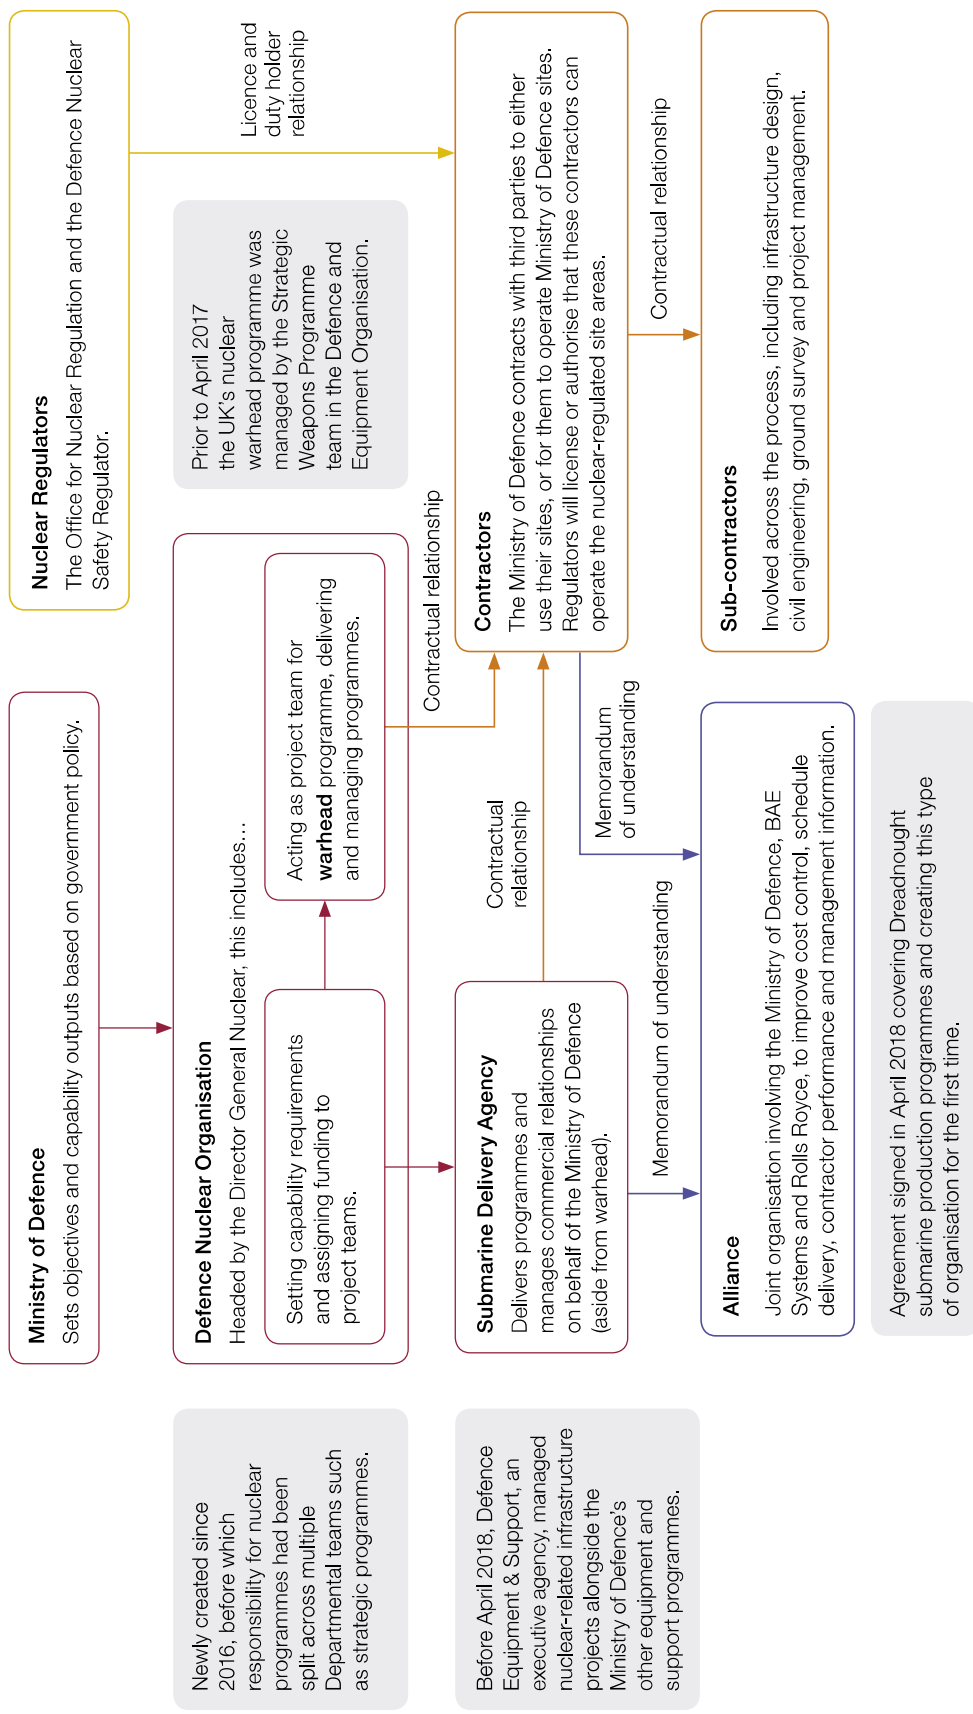 Ministry of Defence
Sets objectives and capability outputs based on government policy.
Nuclear Regulators
The Office for Nuclear Regulation and the Defence Nuclear
Safety Regulator.
Newly created since
2016, before which
responsibility for nuclear
programmes had been
split across multiple
Departmental teams such
as strategic programmes.
Defence Nuclear Organisation
Headed by the Director General Nuclear, this includes…
Setting capability requirements
and assigning funding to
project teams.
Acting as project team for
warhead programme, delivering
and managing programmes.
Prior to April 2017
the UK's nuclear
warhead programme was
managed by the Strategic
Weapons Programme
team in the Defence and
Equipment Organisation.
Licence and
duty holder
relationship
Contractual relationship
Before April 2018, Defence
Equipment & Support, an
executive agency, managed
nuclear-related infrastructure
projects alongside the
Ministry of Defence's
other equipment and
support programmes.
Submarine Delivery Agency
Delivers programmes and
manages commercial relationships
on behalf of the Ministry of Defence
(aside from warhead).
Contractual
relationship
Contractors
The Ministry of Defence contracts with third parties to either
use their sites, or for them to operate Ministry of Defence sites.
Regulators will license or authorise that these contractors can
operate the nuclear-regulated site areas.
Memorandum of understanding
Memorandum
of understanding
Contractual relationship
Alliance
Joint organisation involving the Ministry of Defence, BAE
Systems and Rolls Royce, to improve cost control, schedule
delivery, contractor performance and management information.
Sub-contractors
Involved across the process, including infrastructure design,
civil engineering, ground survey and project management.
Agreement signed in April 2018 covering Dreadnought
submarine production programmes and creating this type
of organisation for the first time.